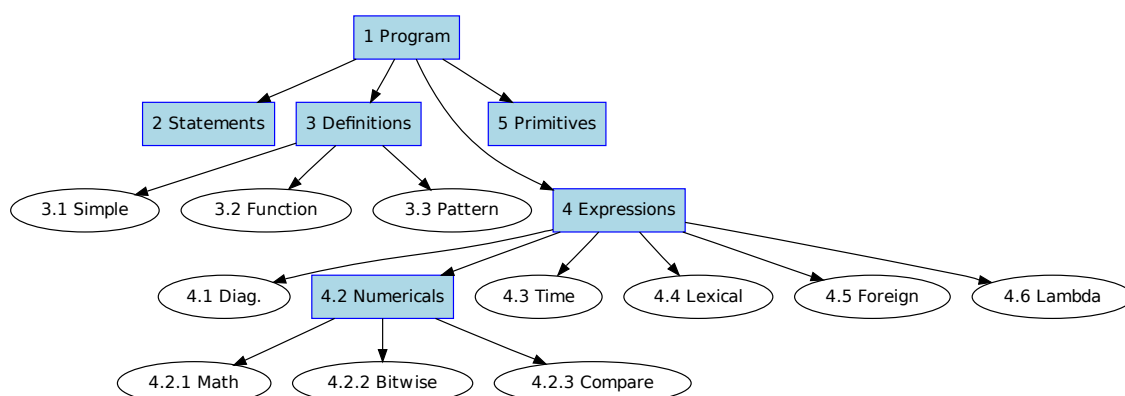 1 Program
2 Statements
3 Definitions
5 Primitives
3.1 Simple
3.2 Function
3.3 Pattern
4 Expressions
4.1 Diag.
4.2 Numericals
4.3 Time
4.4 Lexical
4.5 Foreign
4.6 Lambda
4.2.1 Math
4.2.2 Bitwise
4.2.3 Compare